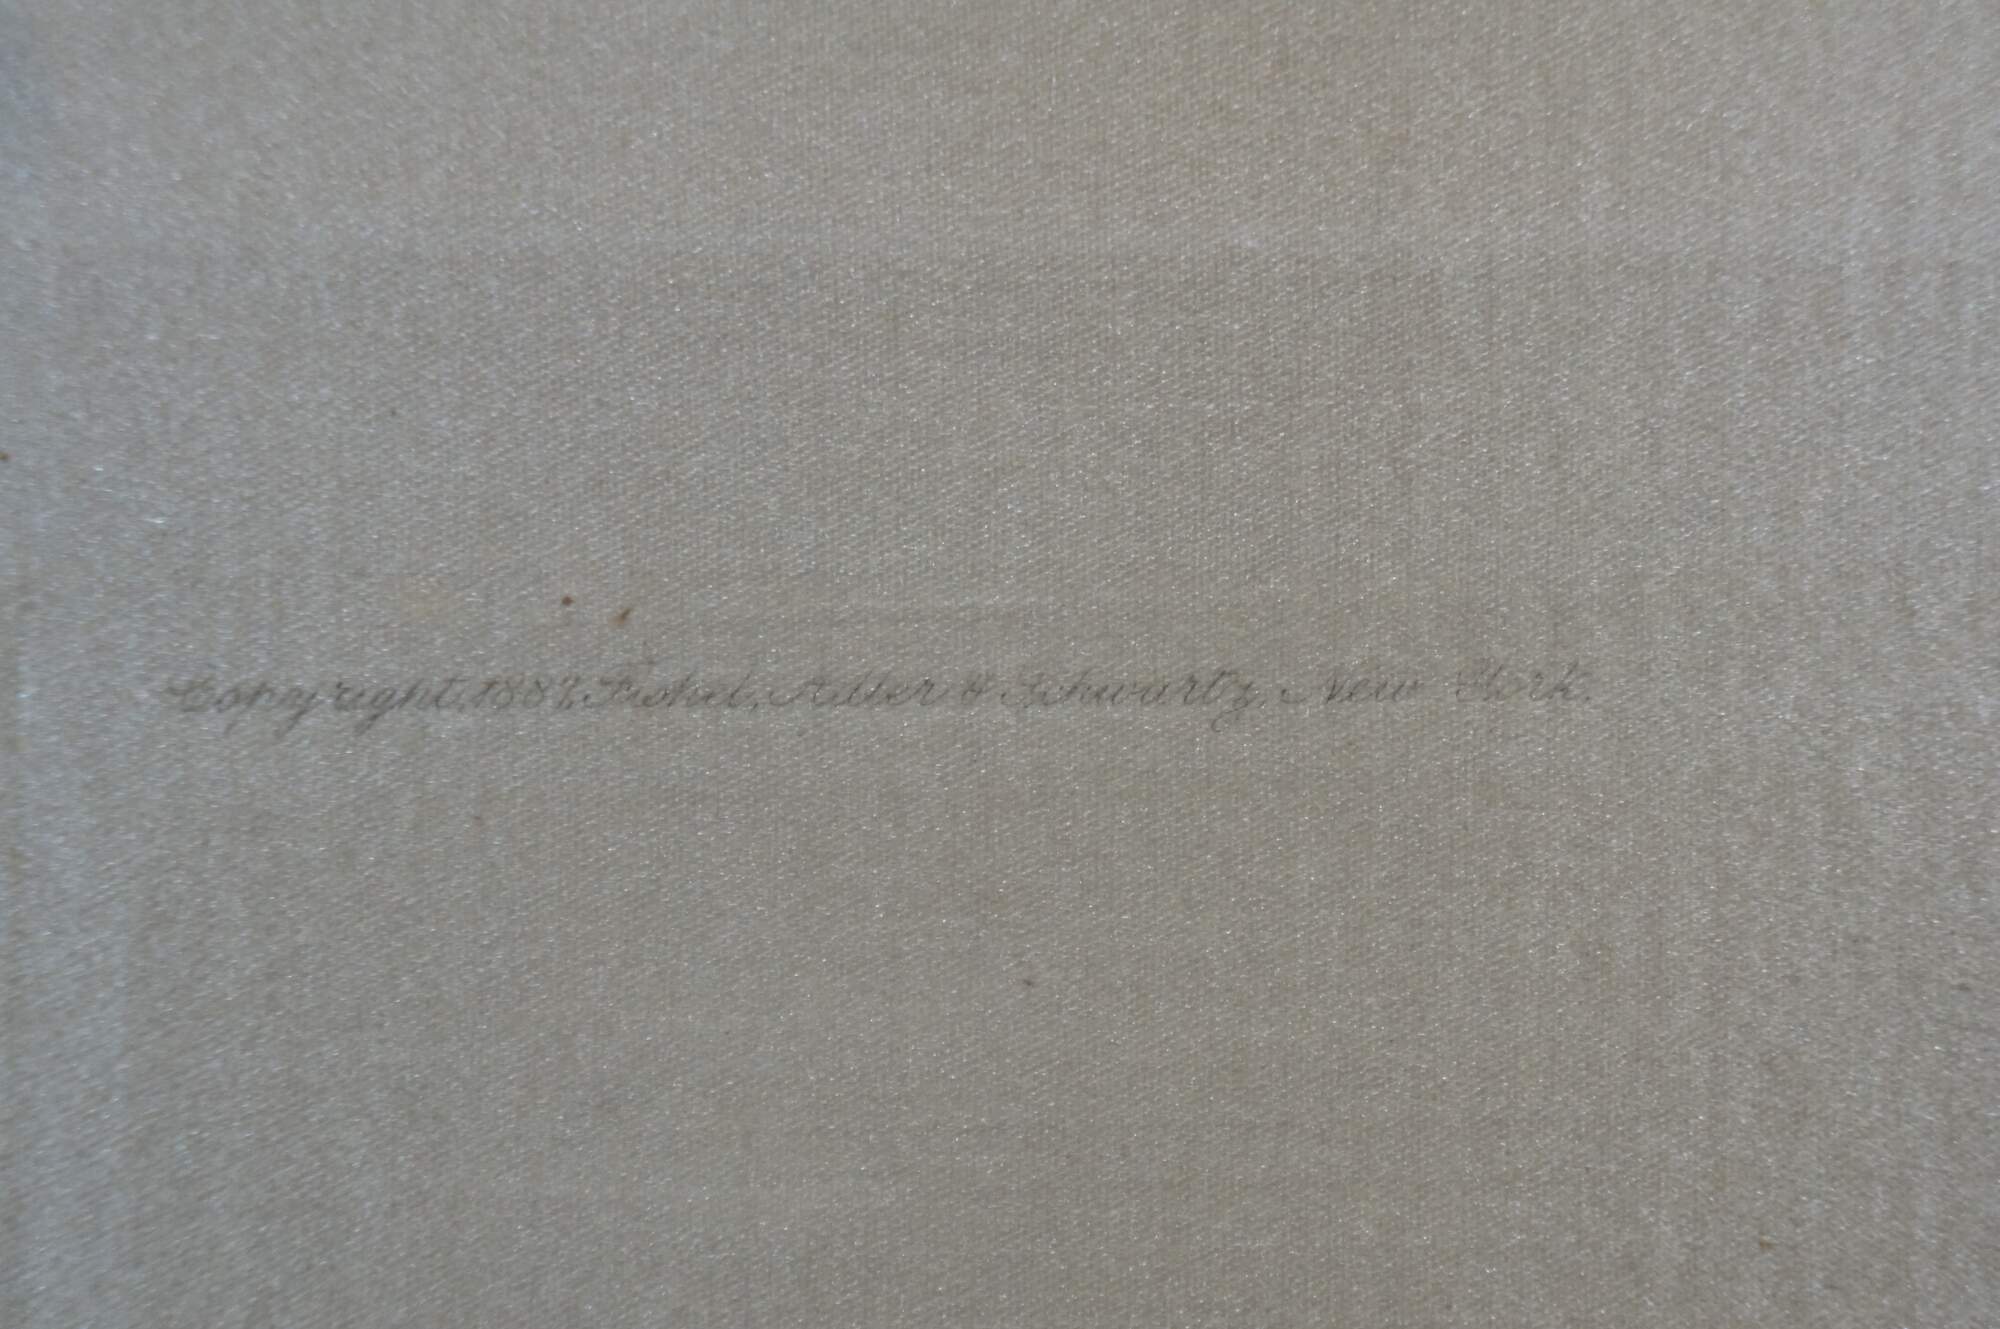 Copyright, 1887, Fishel, Adler & Schwartz, New York.